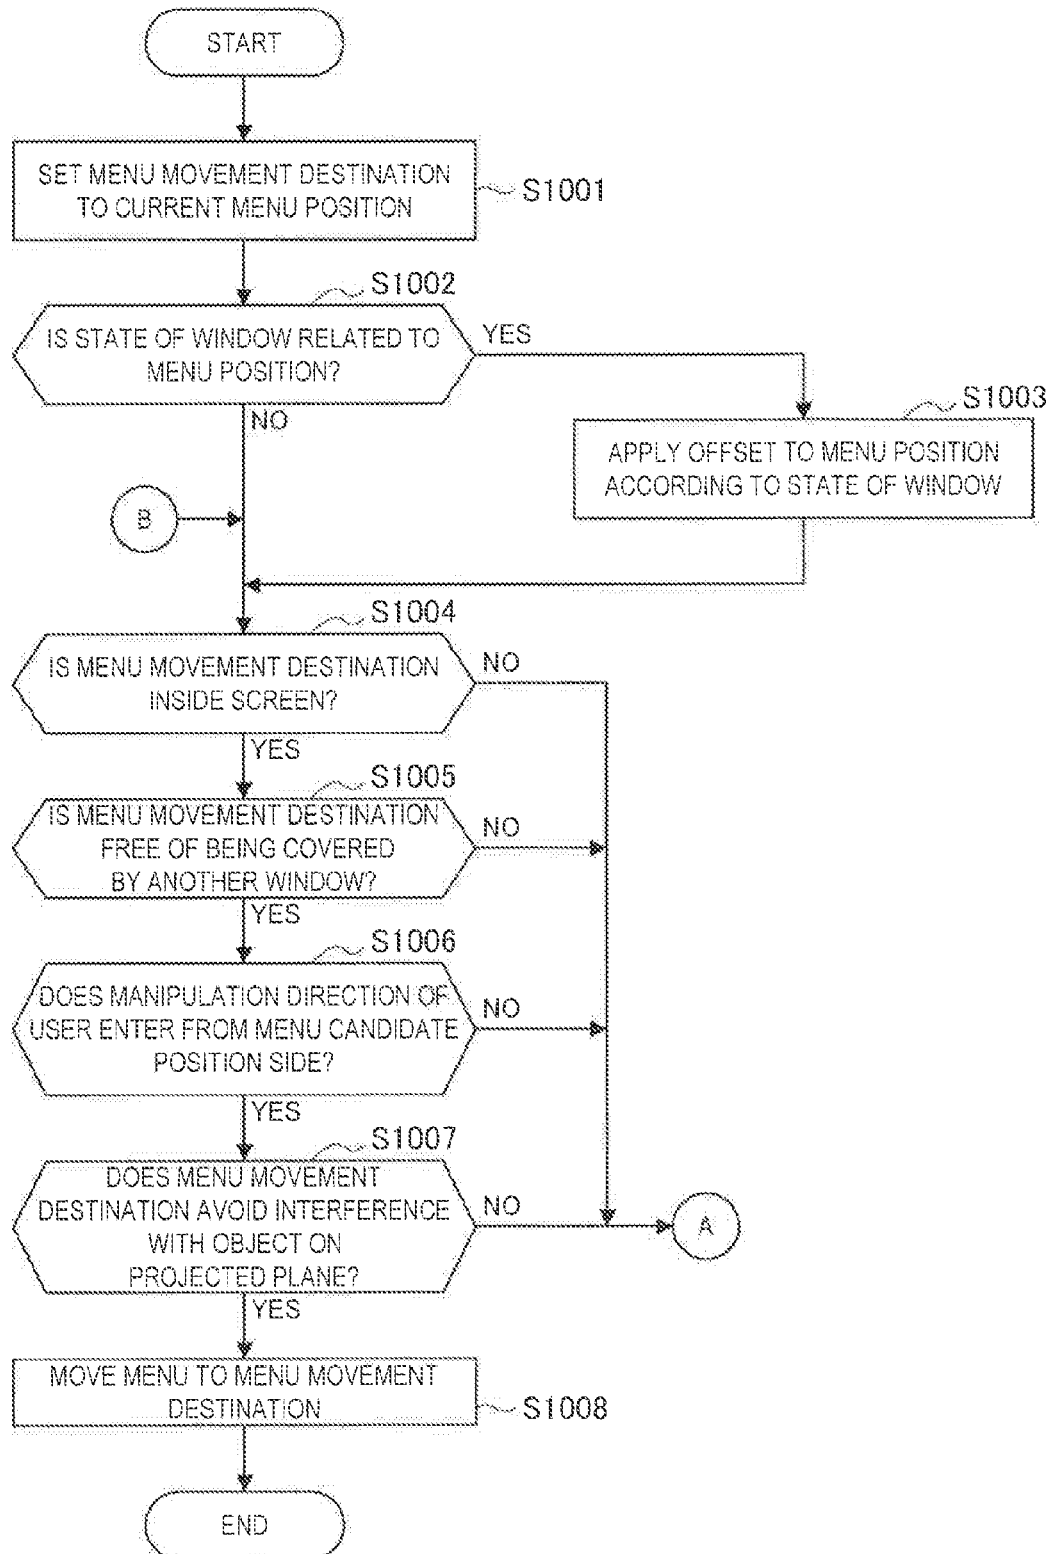 START
SET MENU MOVEMENT DESTINATION
TO CURRENT MENU POSITION
S1001
S1002
IS STATE OF WINDOW RELATED TO
MENU POSITION?
YES
NO
S1003
APPLY OFFSET TO MENU POSITION
ACCORDING TO STATE OF WINDOW
B
S1004
IS MENU MOVEMENT DESTINATION
INSIDE SCREEN?
NO
YES
S1005
IS MENU MOVEMENT DESTINATION
FREE OF BEING COVERED
BY ANOTHER WINDOW?
NO
YES
S1006
DOES MANIPULATION DIRECTION OF
USER ENTER FROM MENU CANDIDATE
POSITION SIDE?
NO
YES
S1007
DOES MENU MOVEMENT
DESTINATION AVOID INTERFERENCE
WITH OBJECT ON
PROJECTED PLANE?
NO
A
YES
MOVE MENU TO MENU MOVEMENT
DESTINATION
S1008
END